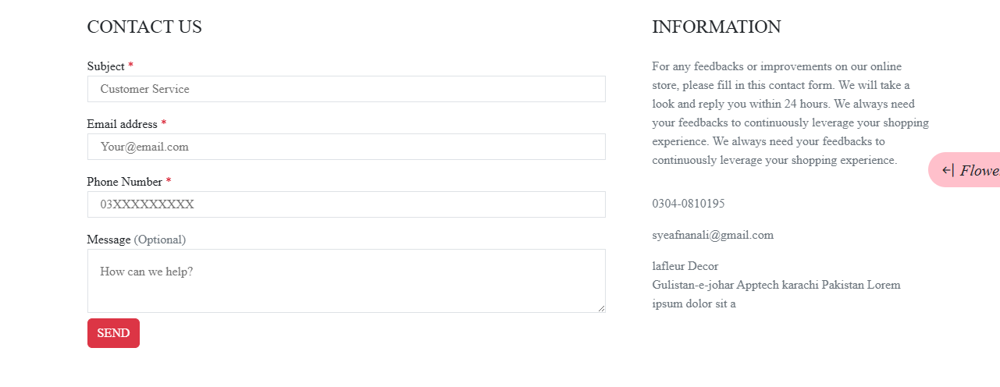 CONTACT US
Subject *
Customer Service
Email address *
Your@email.com
Phone Number *
03XXXXXXXXX
Message (Optional)
How can we help?
SEND
INFORMATION
For any feedbacks or improvements on our online
store, please fill in this contact form. We will take a
look and reply you within 24 hours. We always need
your feedbacks to continuously leverage your shopping
experience. We always need your feedbacks to
continuously leverage your shopping experience.
0304-0810195
syeafnanali@gmail.com
lafleur Decor
Gulistan-e-johar Apptech karachi Pakistan Lorem
ipsum dolor sit a